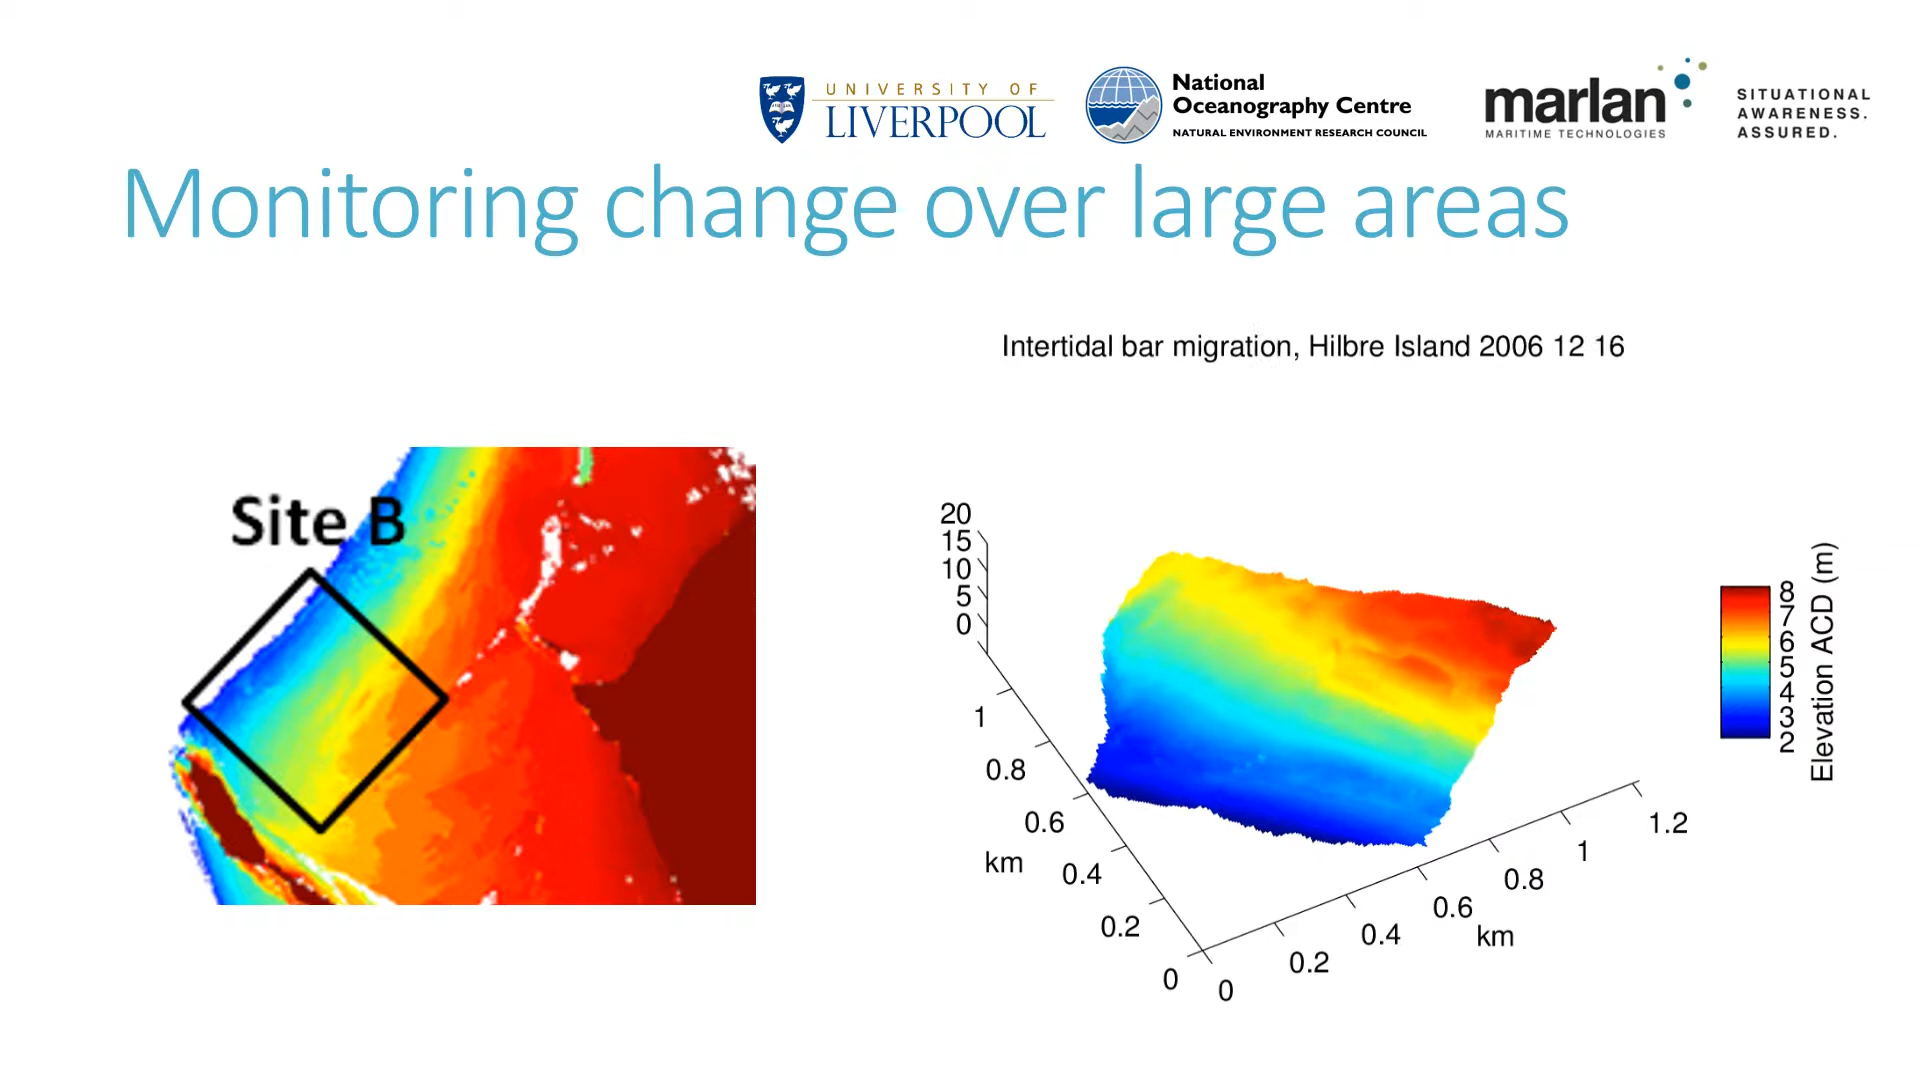 UNIVERSITY OF
LIVERPOOL
National
Oceanography Centre
NATURAL ENVIRONMENT RESEARCH COUNCIL
marlan
MARITIME TECHNOLOGIES
SITUATIONAL
AWARENESS.
ASSURED.
Monitoring change over large areas
Intertidal bar migration, Hilbre Island 2006 12 16
Site B
20
15
10
5
0
1
0.8
0.6
km
0.4
0.2
0
0
0.2
0.4
0.6
km
0.8
1
1.2
8
7
6
5
4
3
2
Elevation ACD (m)